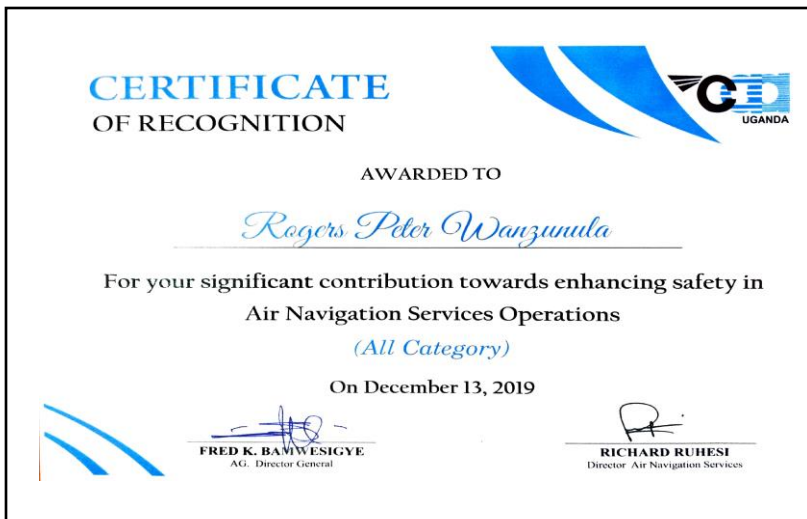 CERTIFICATE
OF RECOGNITION
CAA
UGANDA
AWARDED TO
Rogers Peter Wanzunula
For your significant contribution towards enhancing safety in
Air Navigation Services Operations
(All Category)
On December 13, 2019
FRED K. BAMWESIGYE
AG. Director General
RICHARD RUHESI
Director Air Navigation Services